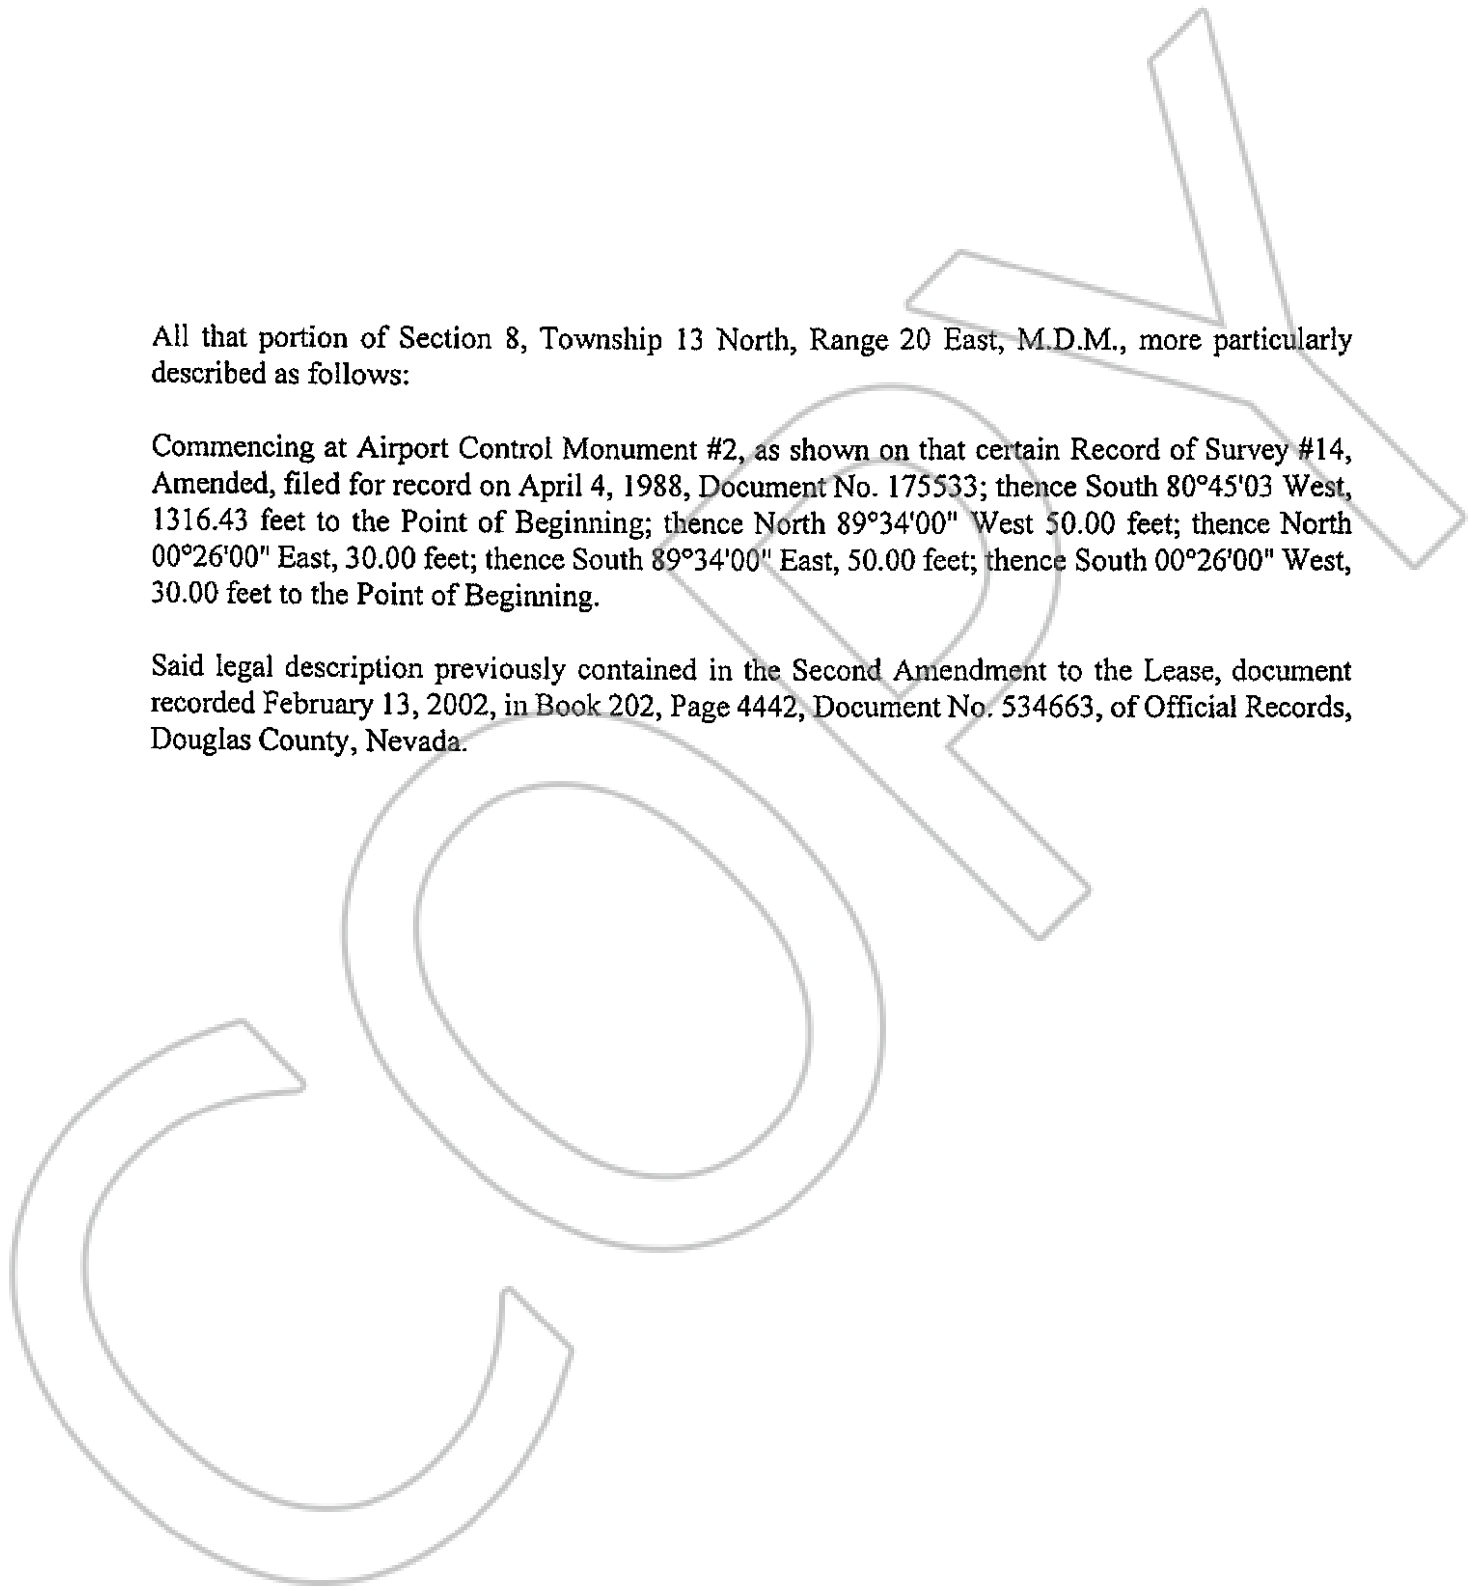 All that portion of Section 8, Township 13 North, Range 20 East, M.D.M., more particularly
described as follows:
Commencing at Airport Control Monument #2, as shown on that certain Record of Survey #14,
Amended, filed for record on April 4, 1988, Document No. 175533; thence South 80°45'03 West,
1316.43 feet to the Point of Beginning; thence North 89°34'00" West 50.00 feet; thence North
00°26'00" East, 30.00 feet; thence South 89°34'00" East, 50.00 feet; thence South 00°26'00" West,
30.00 feet to the Point of Beginning.
Said legal description previously contained in the Second Amendment to the Lease, document
recorded February 13, 2002, in Book 202, Page 4442, Document No. 534663, of Official Records,
Douglas County, Nevada.
COPY